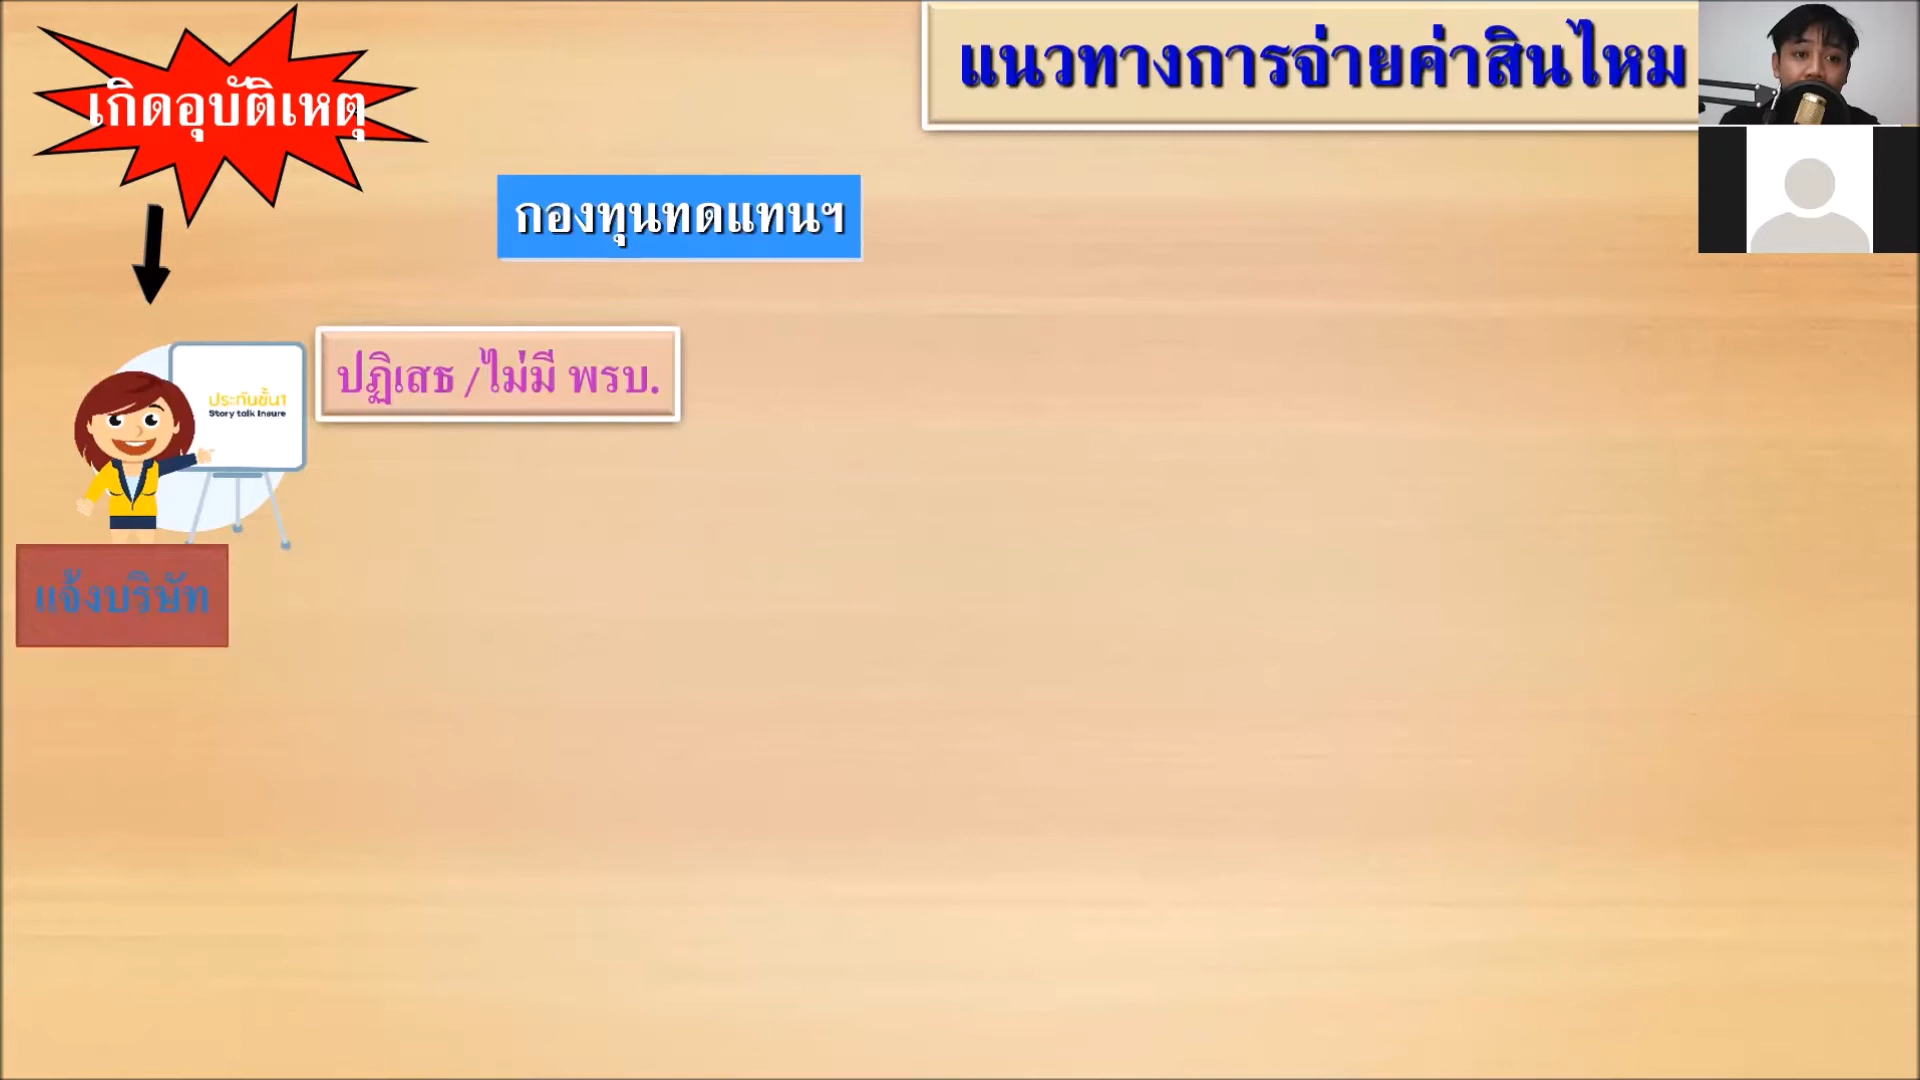 แนวทางการจ่ายค่าสินไหม
เกิดอุบัติเหตุ
กองทุนทดแทนฯ
ปฏิเสธ /ไม่มี พรบ.
ประกันชั้น1
Story talk Insure
แจ้งบริษัท